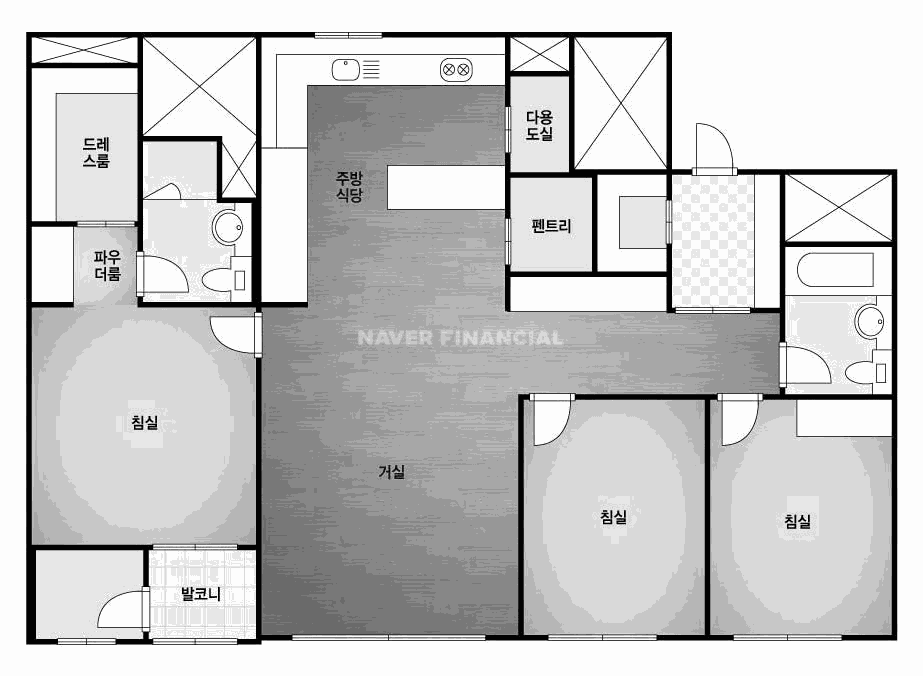 다용
도실
드레
스룸
주방
식당
펜트리
파우
더룸
NAVER FINANCIAL
침실
거실
침실
침실
발코니